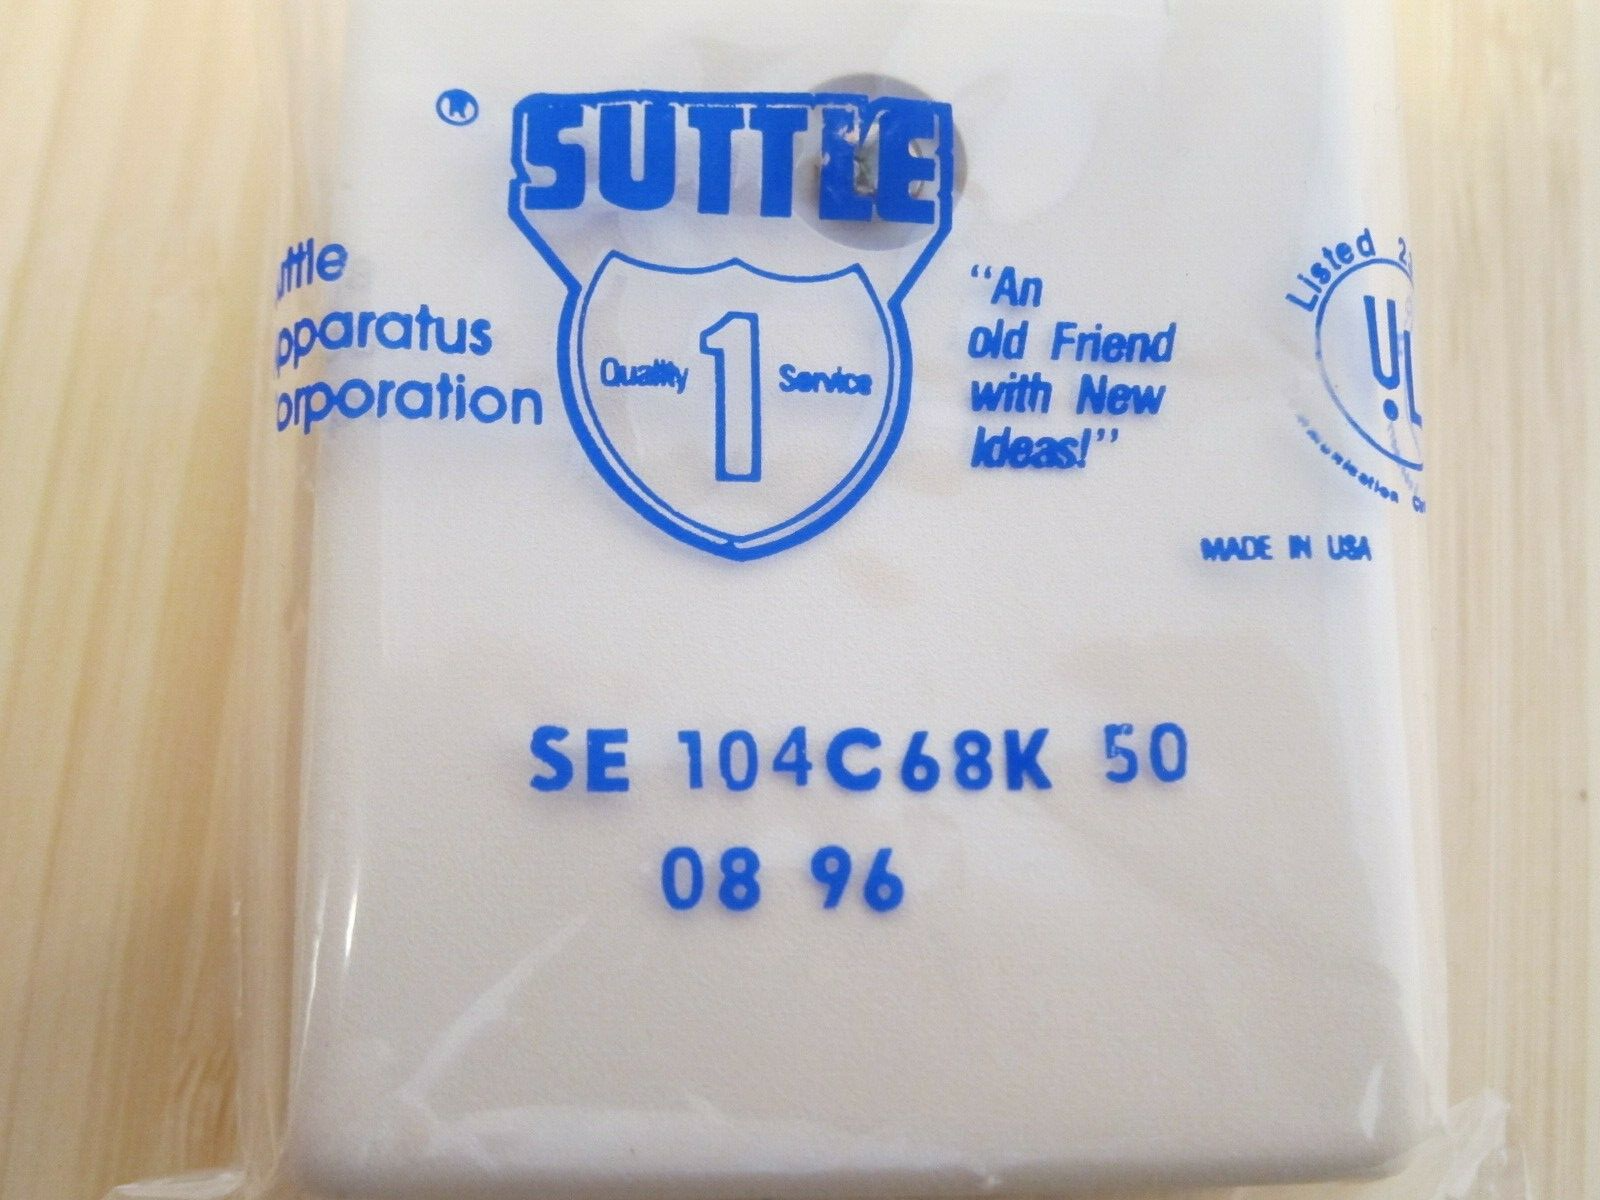 ®
SUTTLE
uttle
pparatus
orporation
Quality 1 Service
“An
old Friend
with New
Ideas!”
Listed
UL
MADE IN USA
SE 104C68K 50
08 96